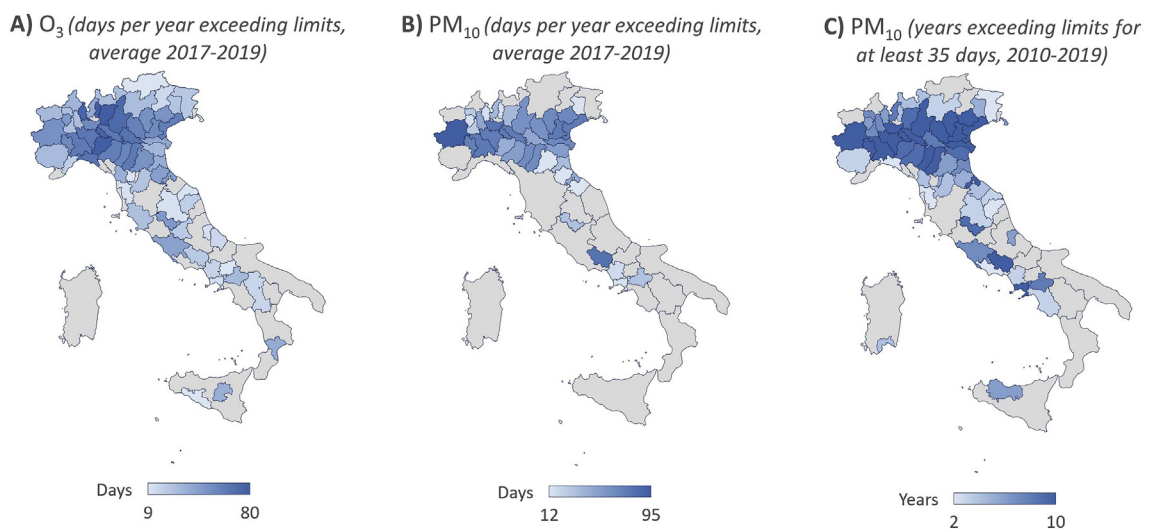 A) O₃ (days per year exceeding limits,
average 2017-2019)
B) PM₁₀ (days per year exceeding limits,
average 2017-2019)
C) PM₁₀ (years exceeding limits for
at least 35 days, 2010-2019)
Days
9 80
Days
12 95
Years
2 10